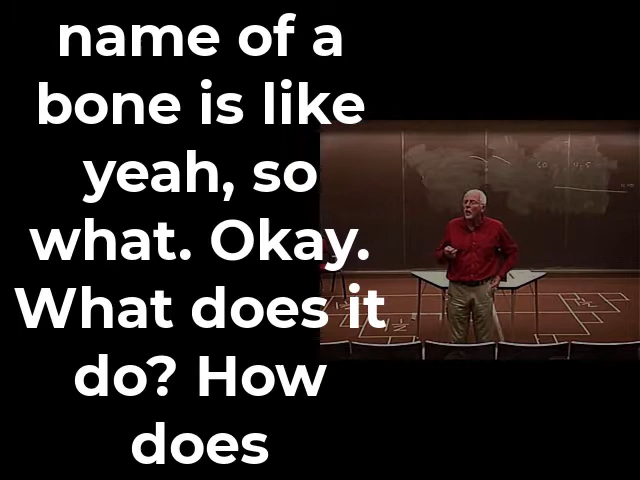 name of a
bone is like
yeah, so
what. Okay.
What does it
do? How
does